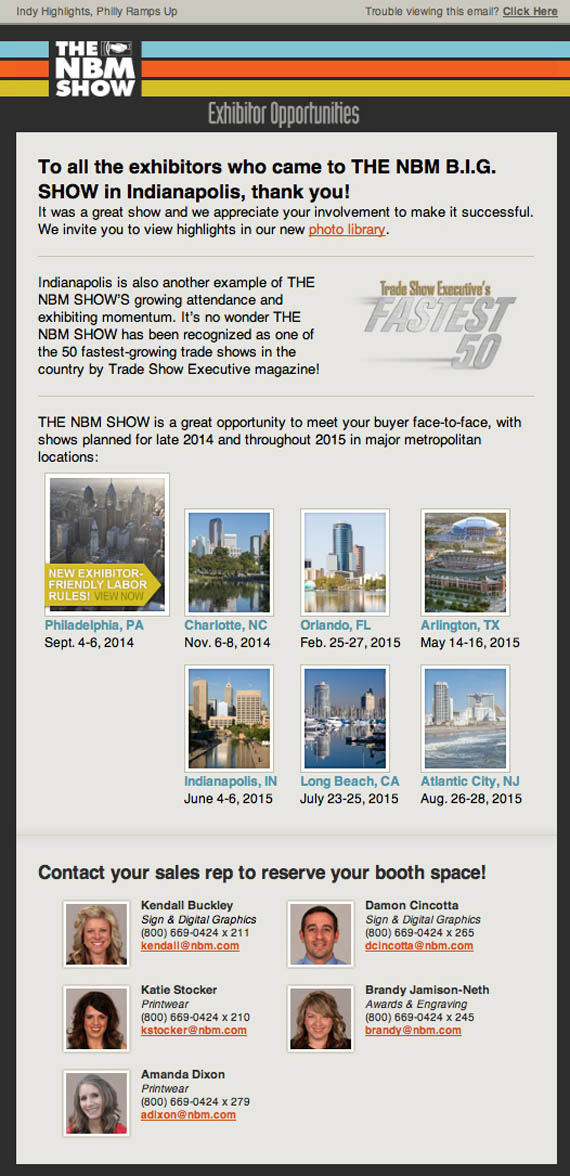 Indy Highlights, Philly Ramps Up
Trouble viewing this email? Click Here
THE
NBM
SHOW
Exhibitor Opportunities
To all the exhibitors who came to THE NBM B.I.G.
SHOW in Indianapolis, thank you!
It was a great show and we appreciate your involvement to make it successful.
We invite you to view highlights in our new photo library.
Indianapolis is also another example of THE
NBM SHOW'S growing attendance and
exhibiting momentum. It's no wonder THE
NBM SHOW has been recognized as one of
the 50 fastest-growing trade shows in the
country by Trade Show Executive magazine!
Trade Show Executive's
FASTEST
50
THE NBM SHOW is a great opportunity to meet your buyer face-to-face, with
shows planned for late 2014 and throughout 2015 in major metropolitan
locations:
NEW EXHIBITOR-
FRIENDLY LABOR
RULES! VIEW NOW
Philadelphia, PA
Sept. 4-6, 2014
Charlotte, NC
Nov. 6-8, 2014
Orlando, FL
Feb. 25-27, 2015
Arlington, TX
May 14-16, 2015
Indianapolis, IN
June 4-6, 2015
Long Beach, CA
July 23-25, 2015
Atlantic City, NJ
Aug. 26-28, 2015
Contact your sales rep to reserve your booth space!
Kendall Buckley
Sign & Digital Graphics
(800) 669-0424 x 211
kendall@nbm.com
Damon Cincotta
Sign & Digital Graphics
(800) 669-0424 x 265
dcincotta@nbm.com
Katie Stocker
Printwear
(800) 669-0424 x 210
kstocker@nbm.com
Brandy Jamison-Neth
Awards & Engraving
(800) 669-0424 x 245
brandy@nbm.com
Amanda Dixon
Printwear
(800) 669-0424 x 279
adixon@nbm.com